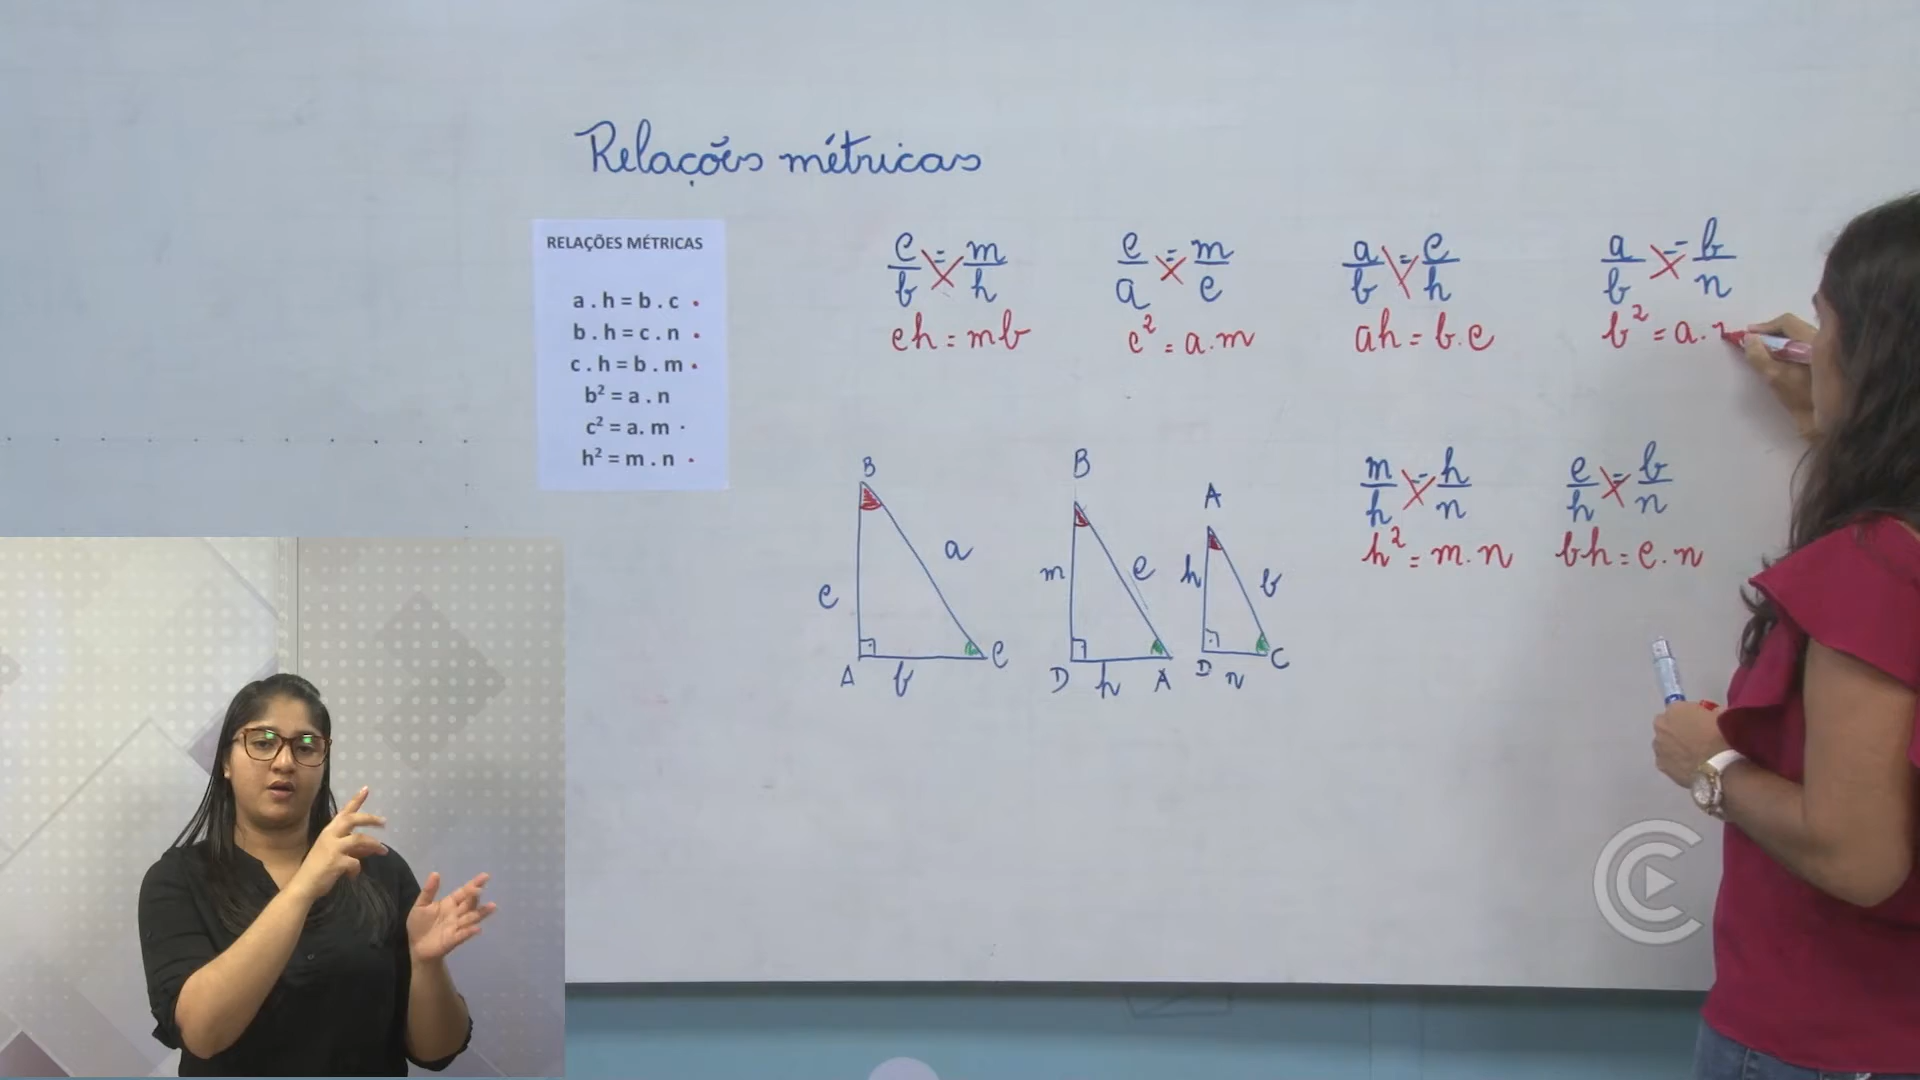 Relações métricas
RELAÇÕES MÉTRICAS
a . h = b . c
b . h = c . n
c . h = b . m
b² = a . n
c² = a. m
h² = m . n
c/b = m/h
ch = mb
c/a = m/c
c² = a.m
a/b = c/h
ah = b.c
a/b = b/n
b² = a.n
m/h = h/n
h² = m.n
c/h = b/n
bh = c.n
B
a
c
A
b
C
B
m
c
D
h
A
A
h
b
D
n
C